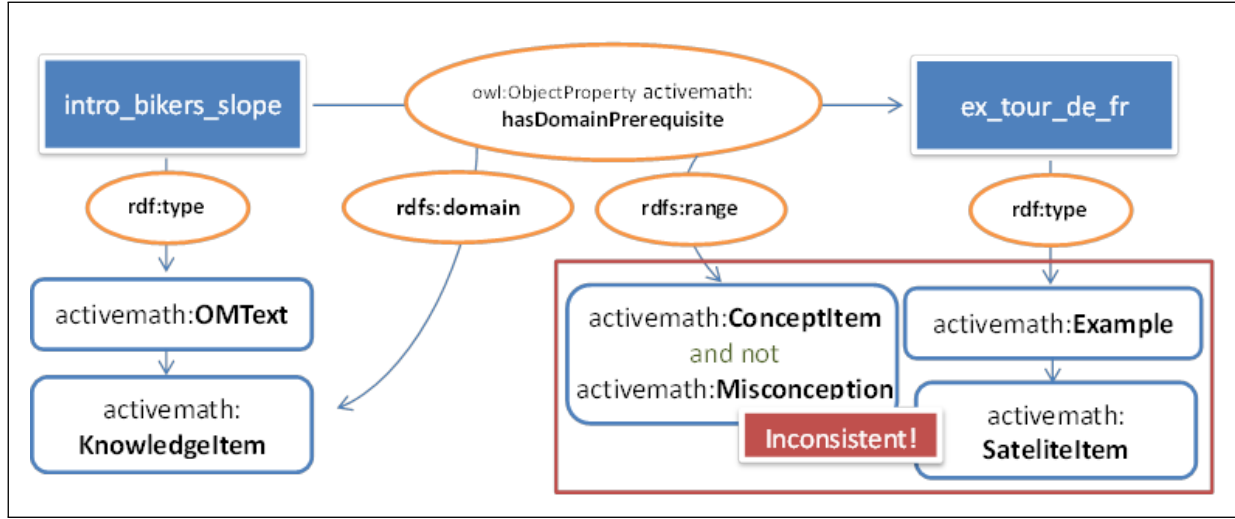 intro_bikers_slope
owl:ObjectProperty activemath:
hasDomainPrerequisite
ex_tour_de_fr
rdf:type
rdfs:domain
rdfs:range
rdf:type
activemath:OMText
activemath:
KnowledgeItem
activemath:ConceptItem
and not
activemath:Misconception
activemath:Example
activemath:
SateliteItem
Inconsistent!